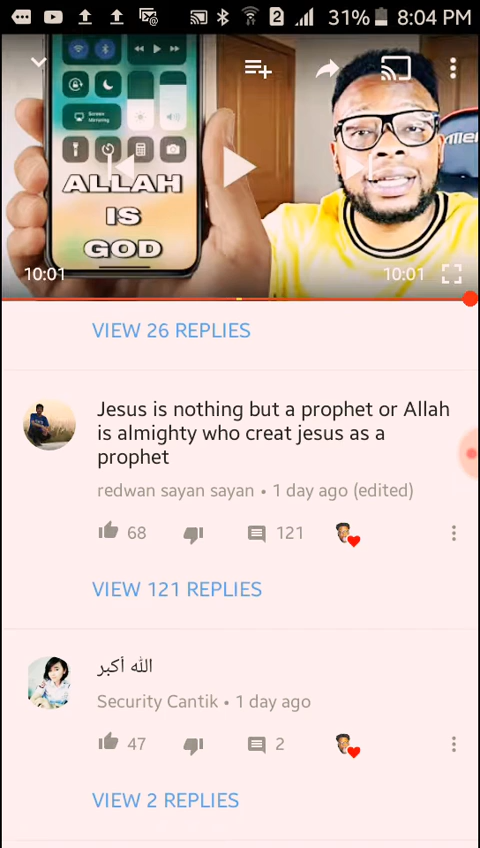 2 31% 8:04 PM
ALLAH
IS
GOD
10:01 10:01
VIEW 26 REPLIES
Jesus is nothing but a prophet or Allah
is almighty who creat jesus as a
prophet
redwan sayan sayan • 1 day ago (edited)
68 121
VIEW 121 REPLIES
الله أكبر
Security Cantik • 1 day ago
47 2
VIEW 2 REPLIES